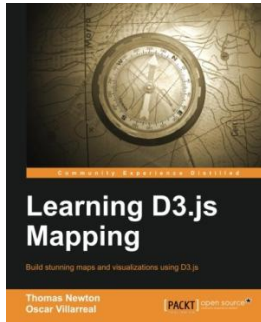 Community Experience Distilled
Learning D3.js
Mapping
Build stunning maps and visualizations using D3.js
Thomas Newton
Oscar Villarreal
[PACKT] open source*
PUBLISHING